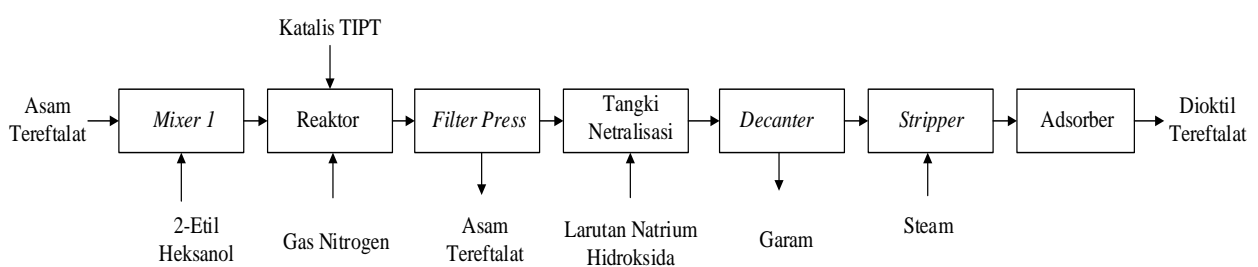 Katalis TIPT
Asam
Tereftalat
Mixer 1
Reaktor
Filter Press
Tangki
Netralisasi
Decanter
Stripper
Adsorber
Dioktil
Tereftalat
2-Etil
Heksanol
Gas Nitrogen
Asam
Tereftalat
Larutan Natrium
Hidroksida
Garam
Steam